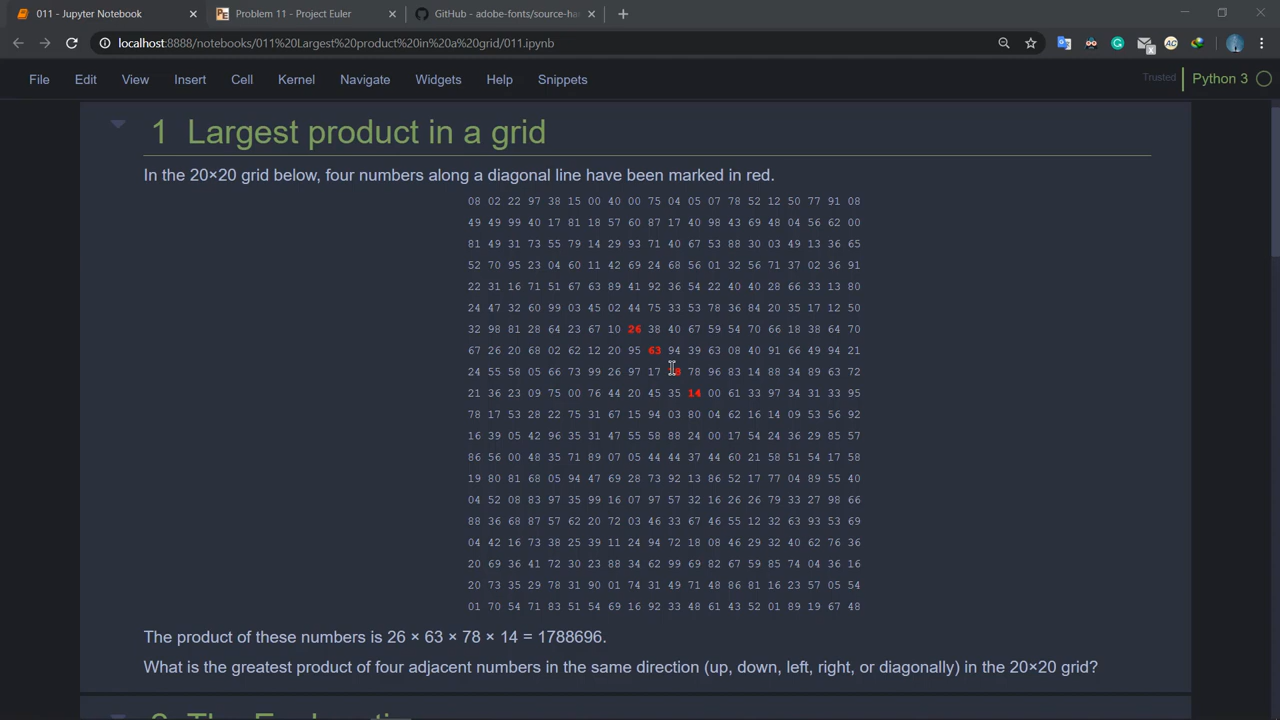 011 - Jupyter Notebook
Problem 11 - Project Euler
GitHub - adobe-fonts/source-ha
localhost:8888/notebooks/011%20Largest%20product%20in%20a%20grid/011.ipynb
File Edit View Insert Cell Kernel Navigate Widgets Help Snippets Trusted Python 3
1 Largest product in a grid
In the 20×20 grid below, four numbers along a diagonal line have been marked in red.
08 02 22 97 38 15 00 40 00 75 04 05 07 78 52 12 50 77 91 08
49 49 99 40 17 81 18 57 60 87 17 40 98 43 69 48 04 56 62 00
81 49 31 73 55 79 14 29 93 71 40 67 53 88 30 03 49 13 36 65
52 70 95 23 04 60 11 42 69 24 68 56 01 32 56 71 37 02 36 91
22 31 16 71 51 67 63 89 41 92 36 54 22 40 40 28 66 33 13 80
24 47 32 60 99 03 45 02 44 75 33 53 78 36 84 20 35 17 12 50
32 98 81 28 64 23 67 10 26 38 40 67 59 54 70 66 18 38 64 70
67 26 20 68 02 62 12 20 95 63 94 39 63 08 40 91 66 49 94 21
24 55 58 05 66 73 99 26 97 17 78 96 83 14 88 34 89 63 72
21 36 23 09 75 00 76 44 20 45 35 14 00 61 33 97 34 31 33 95
78 17 53 28 22 75 31 67 15 94 03 80 04 62 16 14 09 53 56 92
16 39 05 42 96 35 31 47 55 58 88 24 00 17 54 24 36 29 85 57
86 56 00 48 35 71 89 07 05 44 44 37 44 60 21 58 51 54 17 58
19 80 81 68 05 94 47 69 28 73 92 13 86 52 17 77 04 89 55 40
04 52 08 83 97 35 99 16 07 97 57 32 16 26 26 79 33 27 98 66
88 36 68 87 57 62 20 72 03 46 33 67 46 55 12 32 63 93 53 69
04 42 16 73 38 25 39 11 24 94 72 18 08 46 29 32 40 62 76 36
20 69 36 41 72 30 23 88 34 62 99 69 82 67 59 85 74 04 36 16
20 73 35 29 78 31 90 01 74 31 49 71 48 86 81 16 23 57 05 54
01 70 54 71 83 51 54 69 16 92 33 48 61 43 52 01 89 19 67 48
The product of these numbers is 26 × 63 × 78 × 14 = 1788696.
What is the greatest product of four adjacent numbers in the same direction (up, down, left, right, or diagonally) in the 20×20 grid?